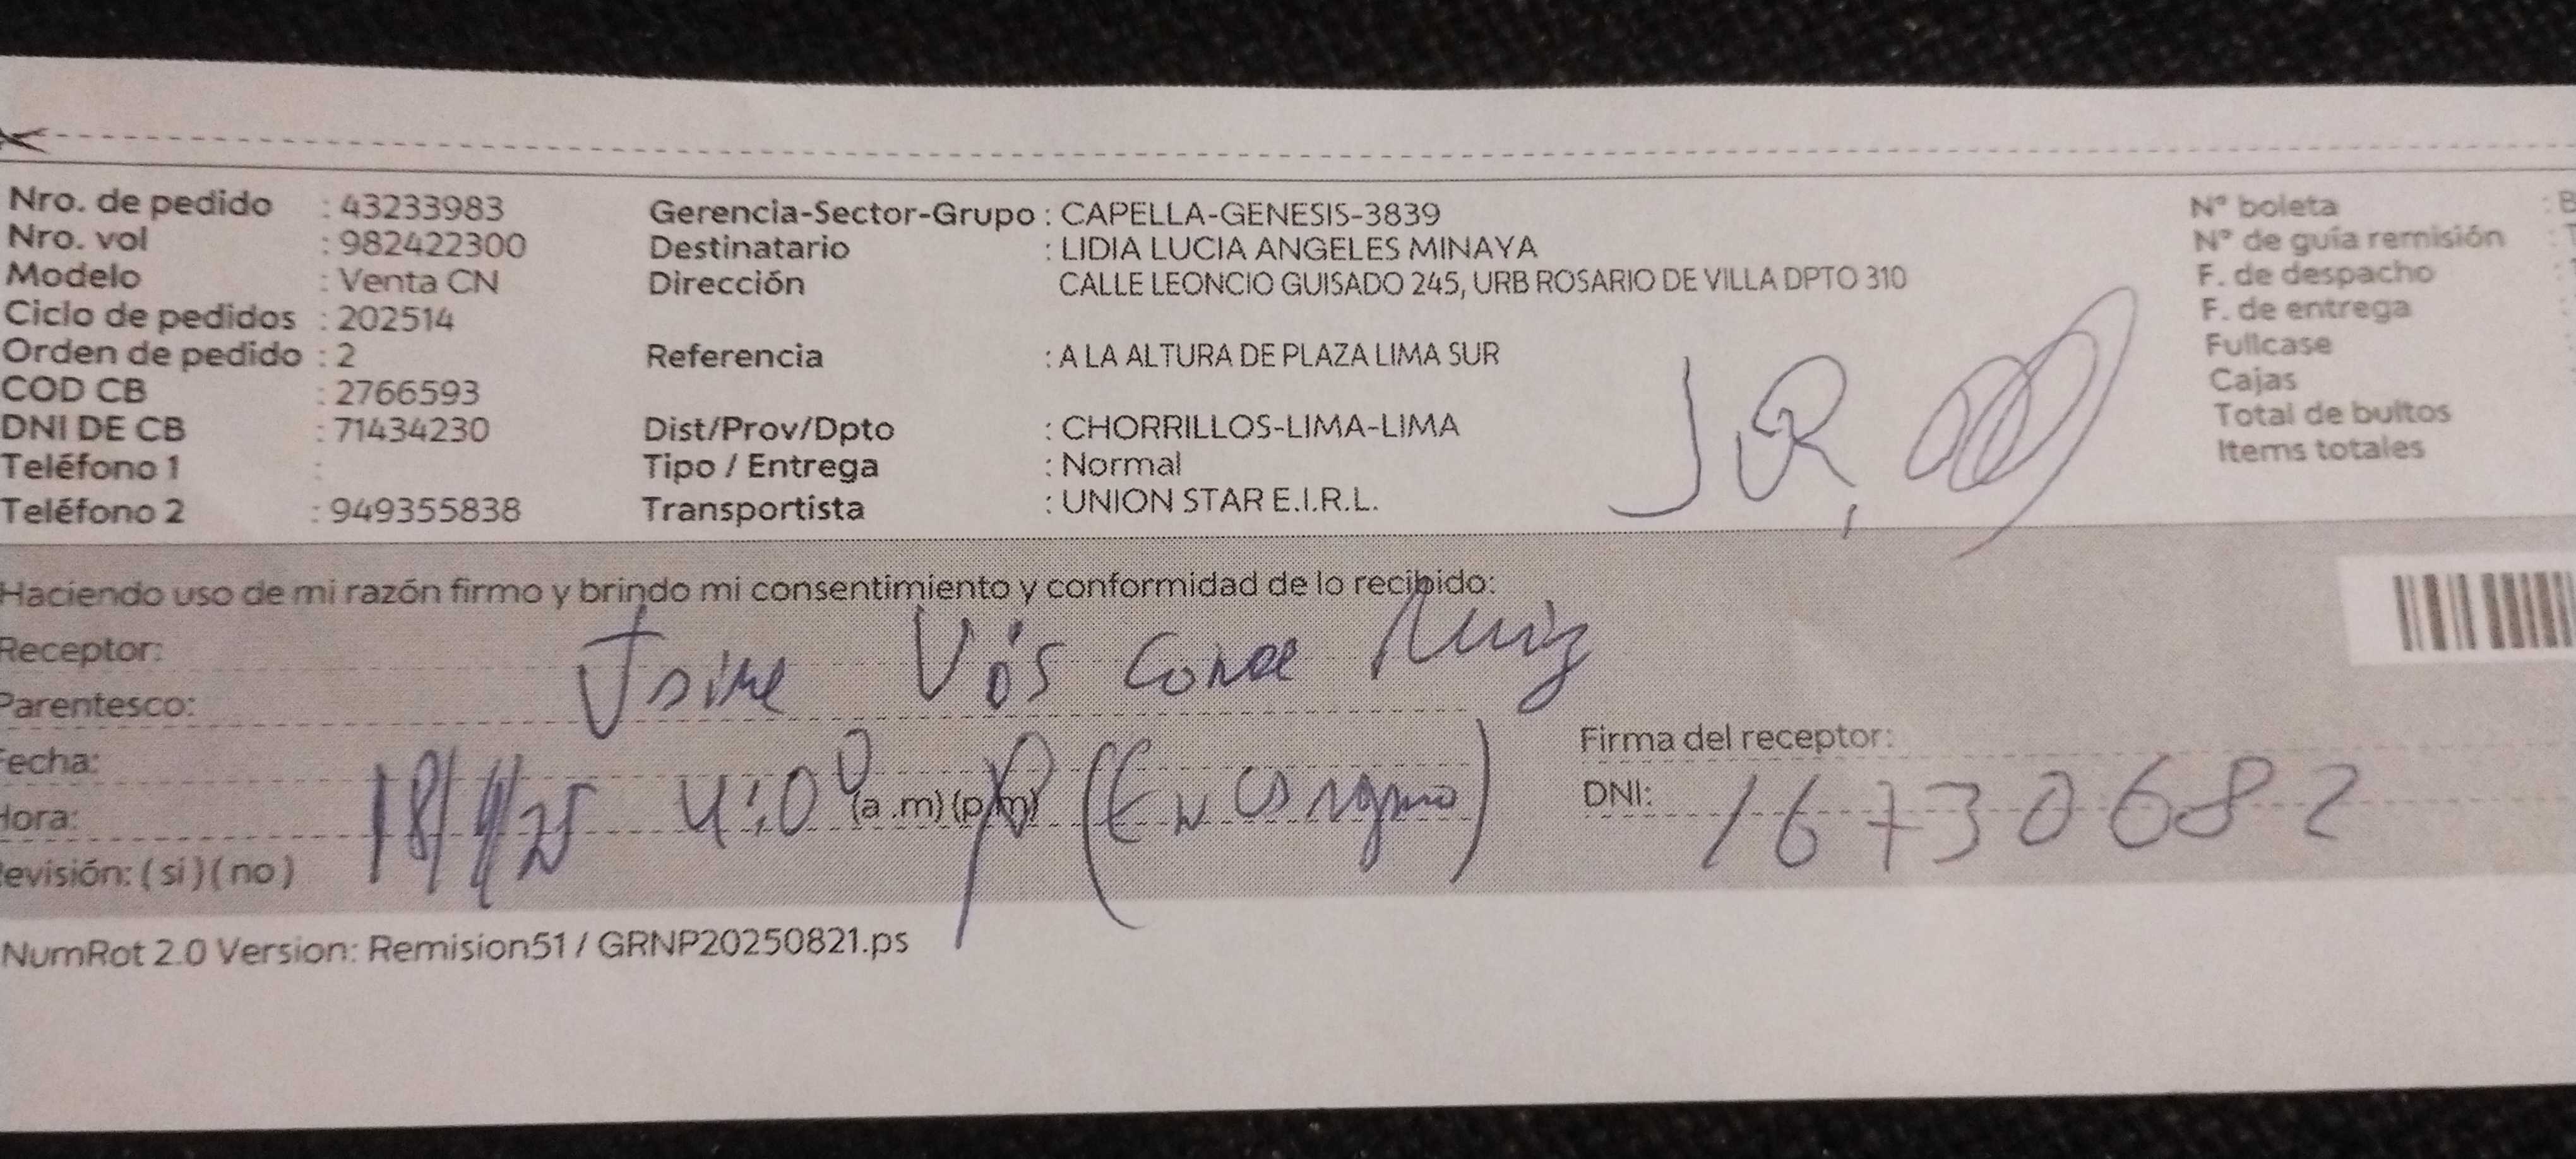 Nro. de pedido : 43233983
Nro. vol : 982422300
Modelo : Venta CN
Ciclo de pedidos : 202514
Orden de pedido : 2
COD CB : 2766593
DNI DE CB : 71434230
Teléfono 1 :
Teléfono 2 : 949355838
Gerencia-Sector-Grupo : CAPELLA-GENESIS-3839
Destinatario : LIDIA LUCIA ANGELES MINAYA
Dirección CALLE LEONCIO GUISADO 245, URB ROSARIO DE VILLA DPTO 310
Referencia : A LA ALTURA DE PLAZA LIMA SUR
Dist/Prov/Dpto : CHORRILLOS-LIMA-LIMA
Tipo / Entrega : Normal
Transportista : UNION STAR E.I.R.L.
N° boleta : B
N° de guía remisión : T
F. de despacho :
F. de entrega :
Fullcase
Cajas
Total de bultos
Items totales
Haciendo uso de mi razón firmo y brindo mi consentimiento y conformidad de lo recibido:
Receptor:
Ruiz
Parentesco:
Fecha:
Hora: 4:00 (a.m) (p.m)
evisión: ( si ) ( no )
Firma del receptor:
DNI: 16730682
NumRot 2.0 Version: Remision51 / GRNP20250821.ps